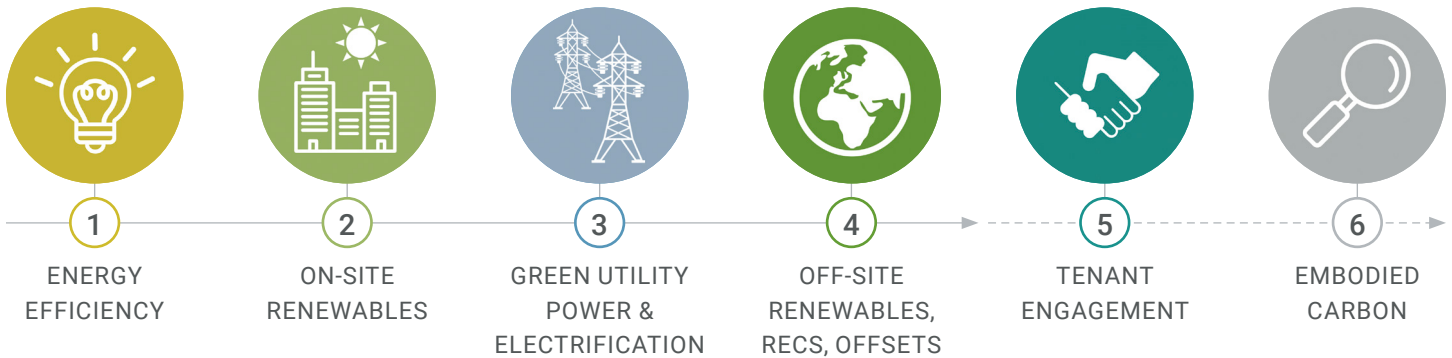 1
ENERGY
EFFICIENCY
2
ON-SITE
RENEWABLES
3
GREEN UTILITY
POWER &
ELECTRIFICATION
4
OFF-SITE
RENEWABLES,
RECS, OFFSETS
5
TENANT
ENGAGEMENT
6
EMBODIED
CARBON